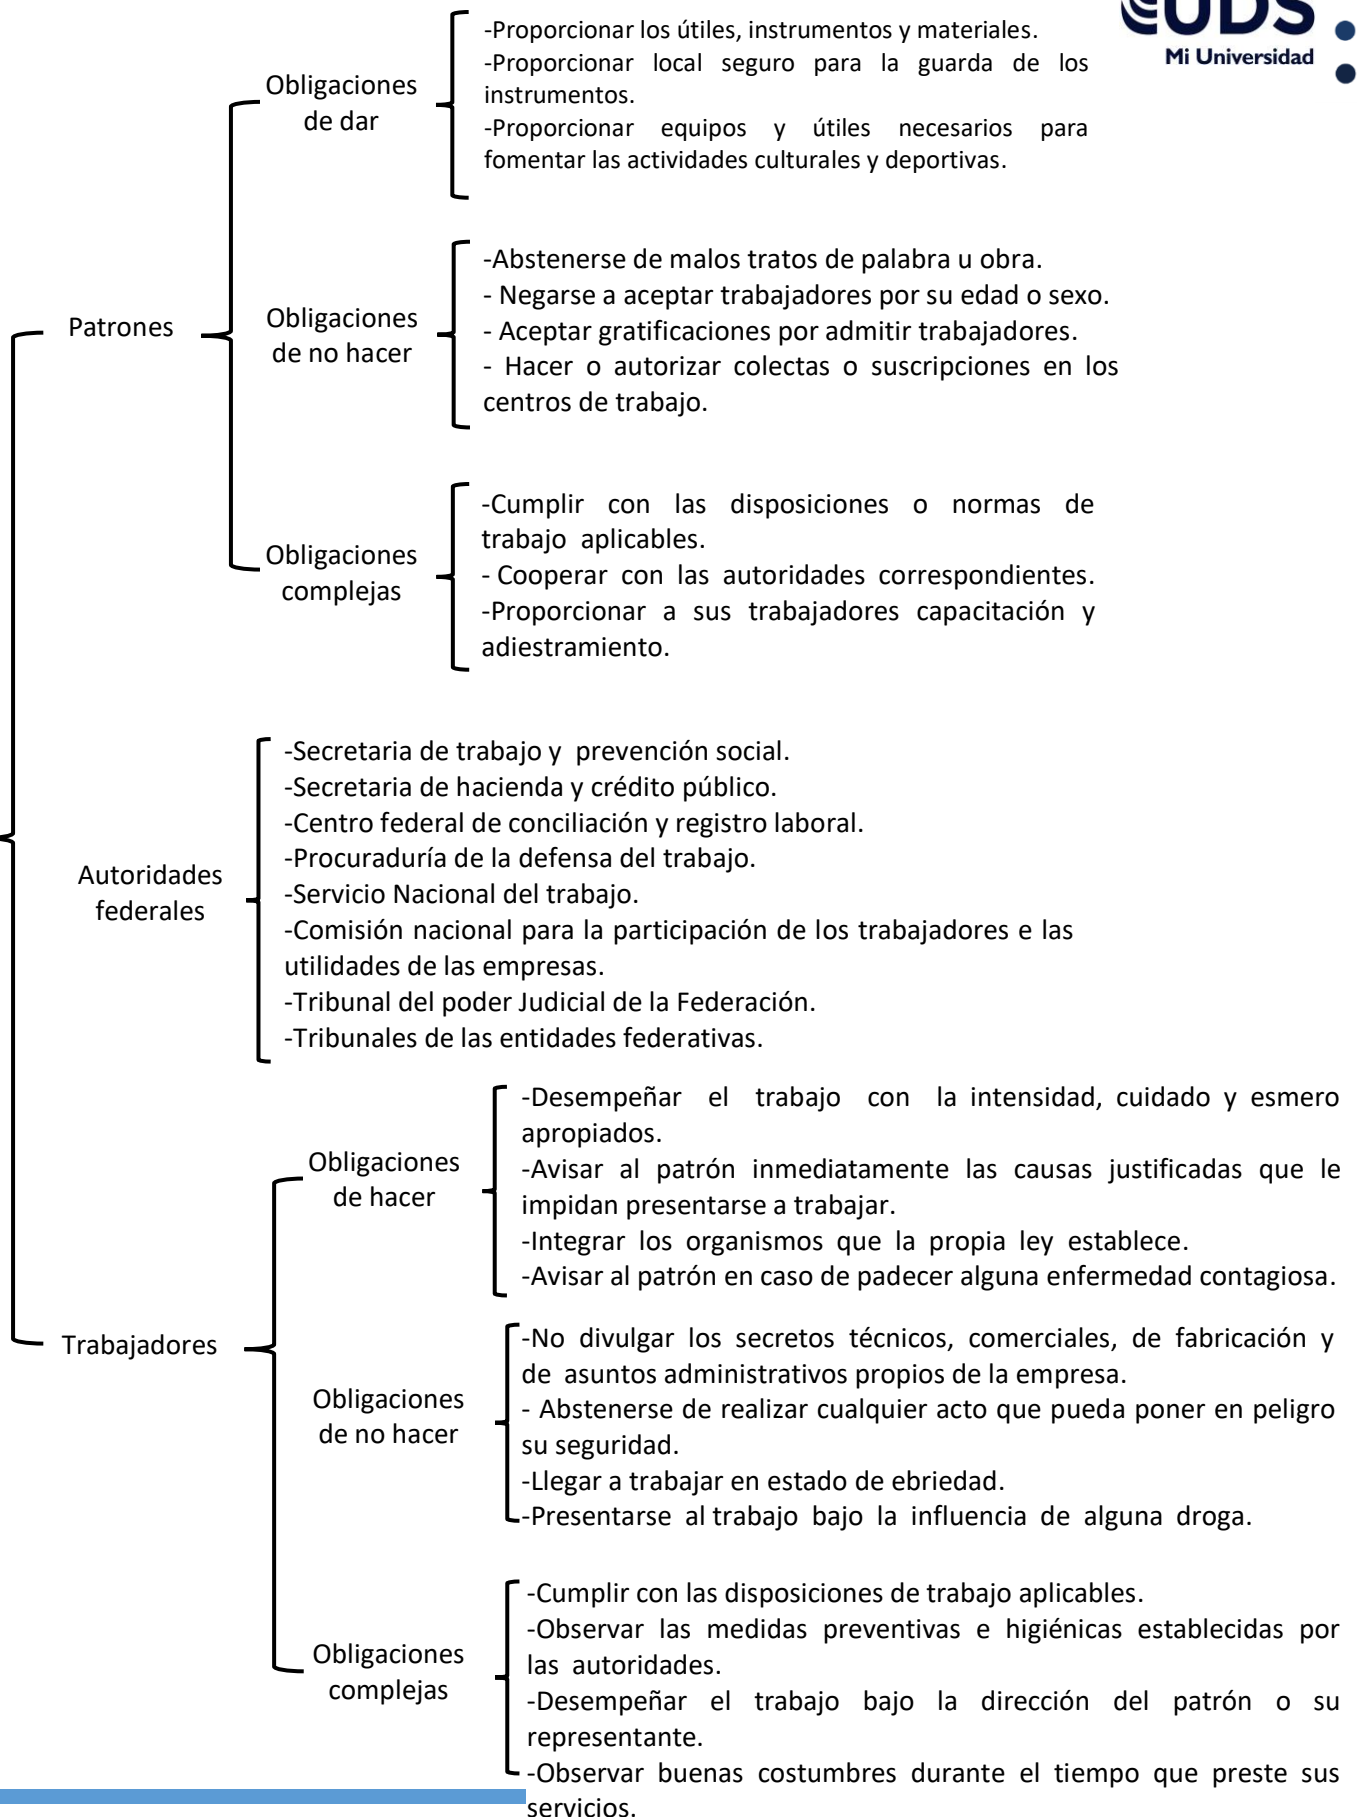 UDS
Mi Universidad
Patrones
Obligaciones
de dar
-Proporcionar los útiles, instrumentos y materiales.
-Proporcionar local seguro para la guarda de los
instrumentos.
-Proporcionar equipos y útiles necesarios para
fomentar las actividades culturales y deportivas.
Obligaciones
de no hacer
-Abstenerse de malos tratos de palabra u obra.
- Negarse a aceptar trabajadores por su edad o sexo.
- Aceptar gratificaciones por admitir trabajadores.
- Hacer o autorizar colectas o suscripciones en los
centros de trabajo.
Obligaciones
complejas
-Cumplir con las disposiciones o normas de
trabajo aplicables.
- Cooperar con las autoridades correspondientes.
-Proporcionar a sus trabajadores capacitación y
adiestramiento.
Autoridades
federales
-Secretaria de trabajo y prevención social.
-Secretaria de hacienda y crédito público.
-Centro federal de conciliación y registro laboral.
-Procuraduría de la defensa del trabajo.
-Servicio Nacional del trabajo.
-Comisión nacional para la participación de los trabajadores e las
utilidades de las empresas.
-Tribunal del poder Judicial de la Federación.
-Tribunales de las entidades federativas.
Trabajadores
Obligaciones
de hacer
-Desempeñar el trabajo con la intensidad, cuidado y esmero
apropiados.
-Avisar al patrón inmediatamente las causas justificadas que le
impidan presentarse a trabajar.
-Integrar los organismos que la propia ley establece.
-Avisar al patrón en caso de padecer alguna enfermedad contagiosa.
Obligaciones
de no hacer
-No divulgar los secretos técnicos, comerciales, de fabricación y
de asuntos administrativos propios de la empresa.
- Abstenerse de realizar cualquier acto que pueda poner en peligro
su seguridad.
-Llegar a trabajar en estado de ebriedad.
-Presentarse al trabajo bajo la influencia de alguna droga.
Obligaciones
complejas
-Cumplir con las disposiciones de trabajo aplicables.
-Observar las medidas preventivas e higiénicas establecidas por
las autoridades.
-Desempeñar el trabajo bajo la dirección del patrón o su
representante.
-Observar buenas costumbres durante el tiempo que preste sus
servicios.